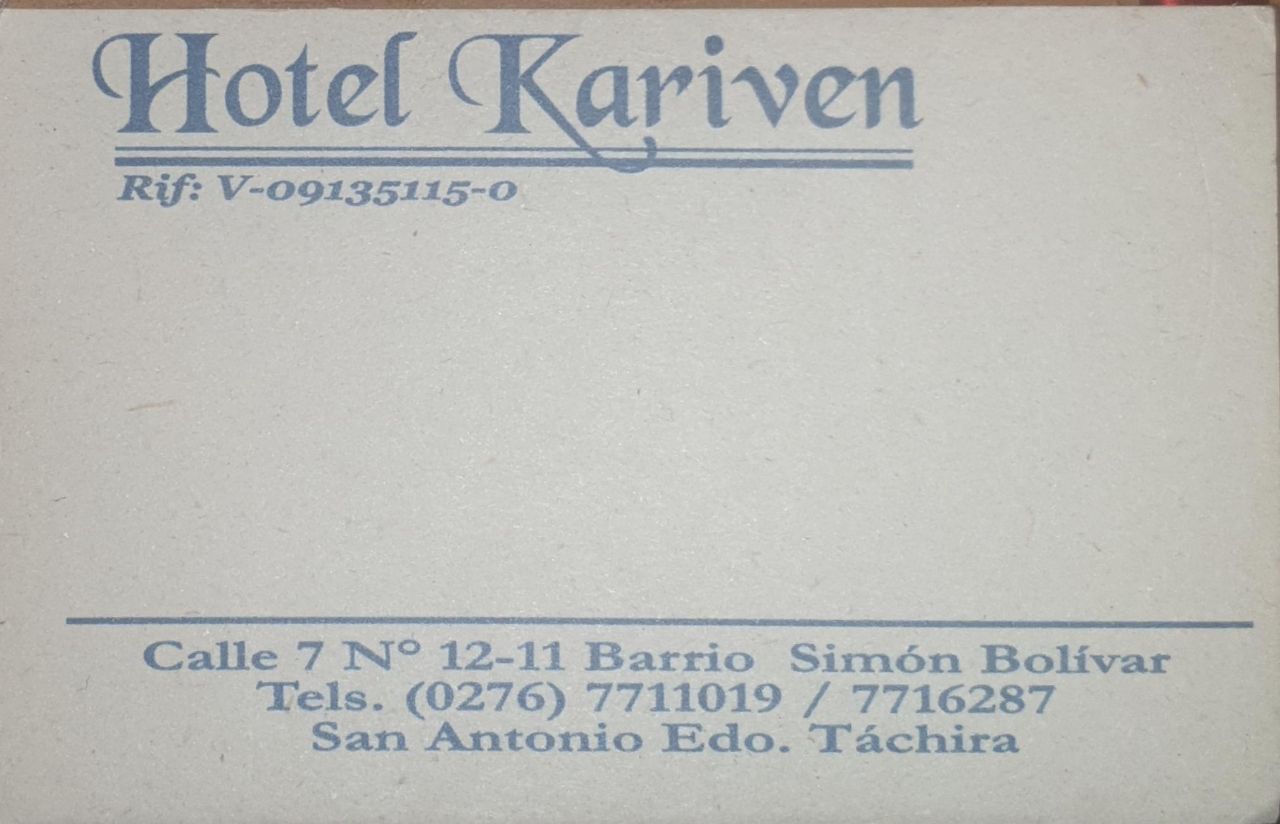 Hotel Kariven
Rif: V-09135115-0
Calle 7 N° 12-11 Barrio Simón Bolívar
Tels. (0276) 7711019 / 7716287
San Antonio Edo. Táchira